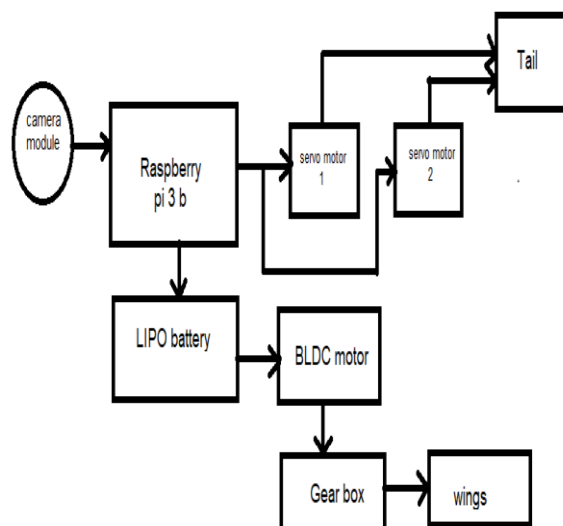 Tail
camera
module
Raspberry
pi 3 b
servo motor
1
servo motor
2
LIPO battery
BLDC motor
Gear box
wings